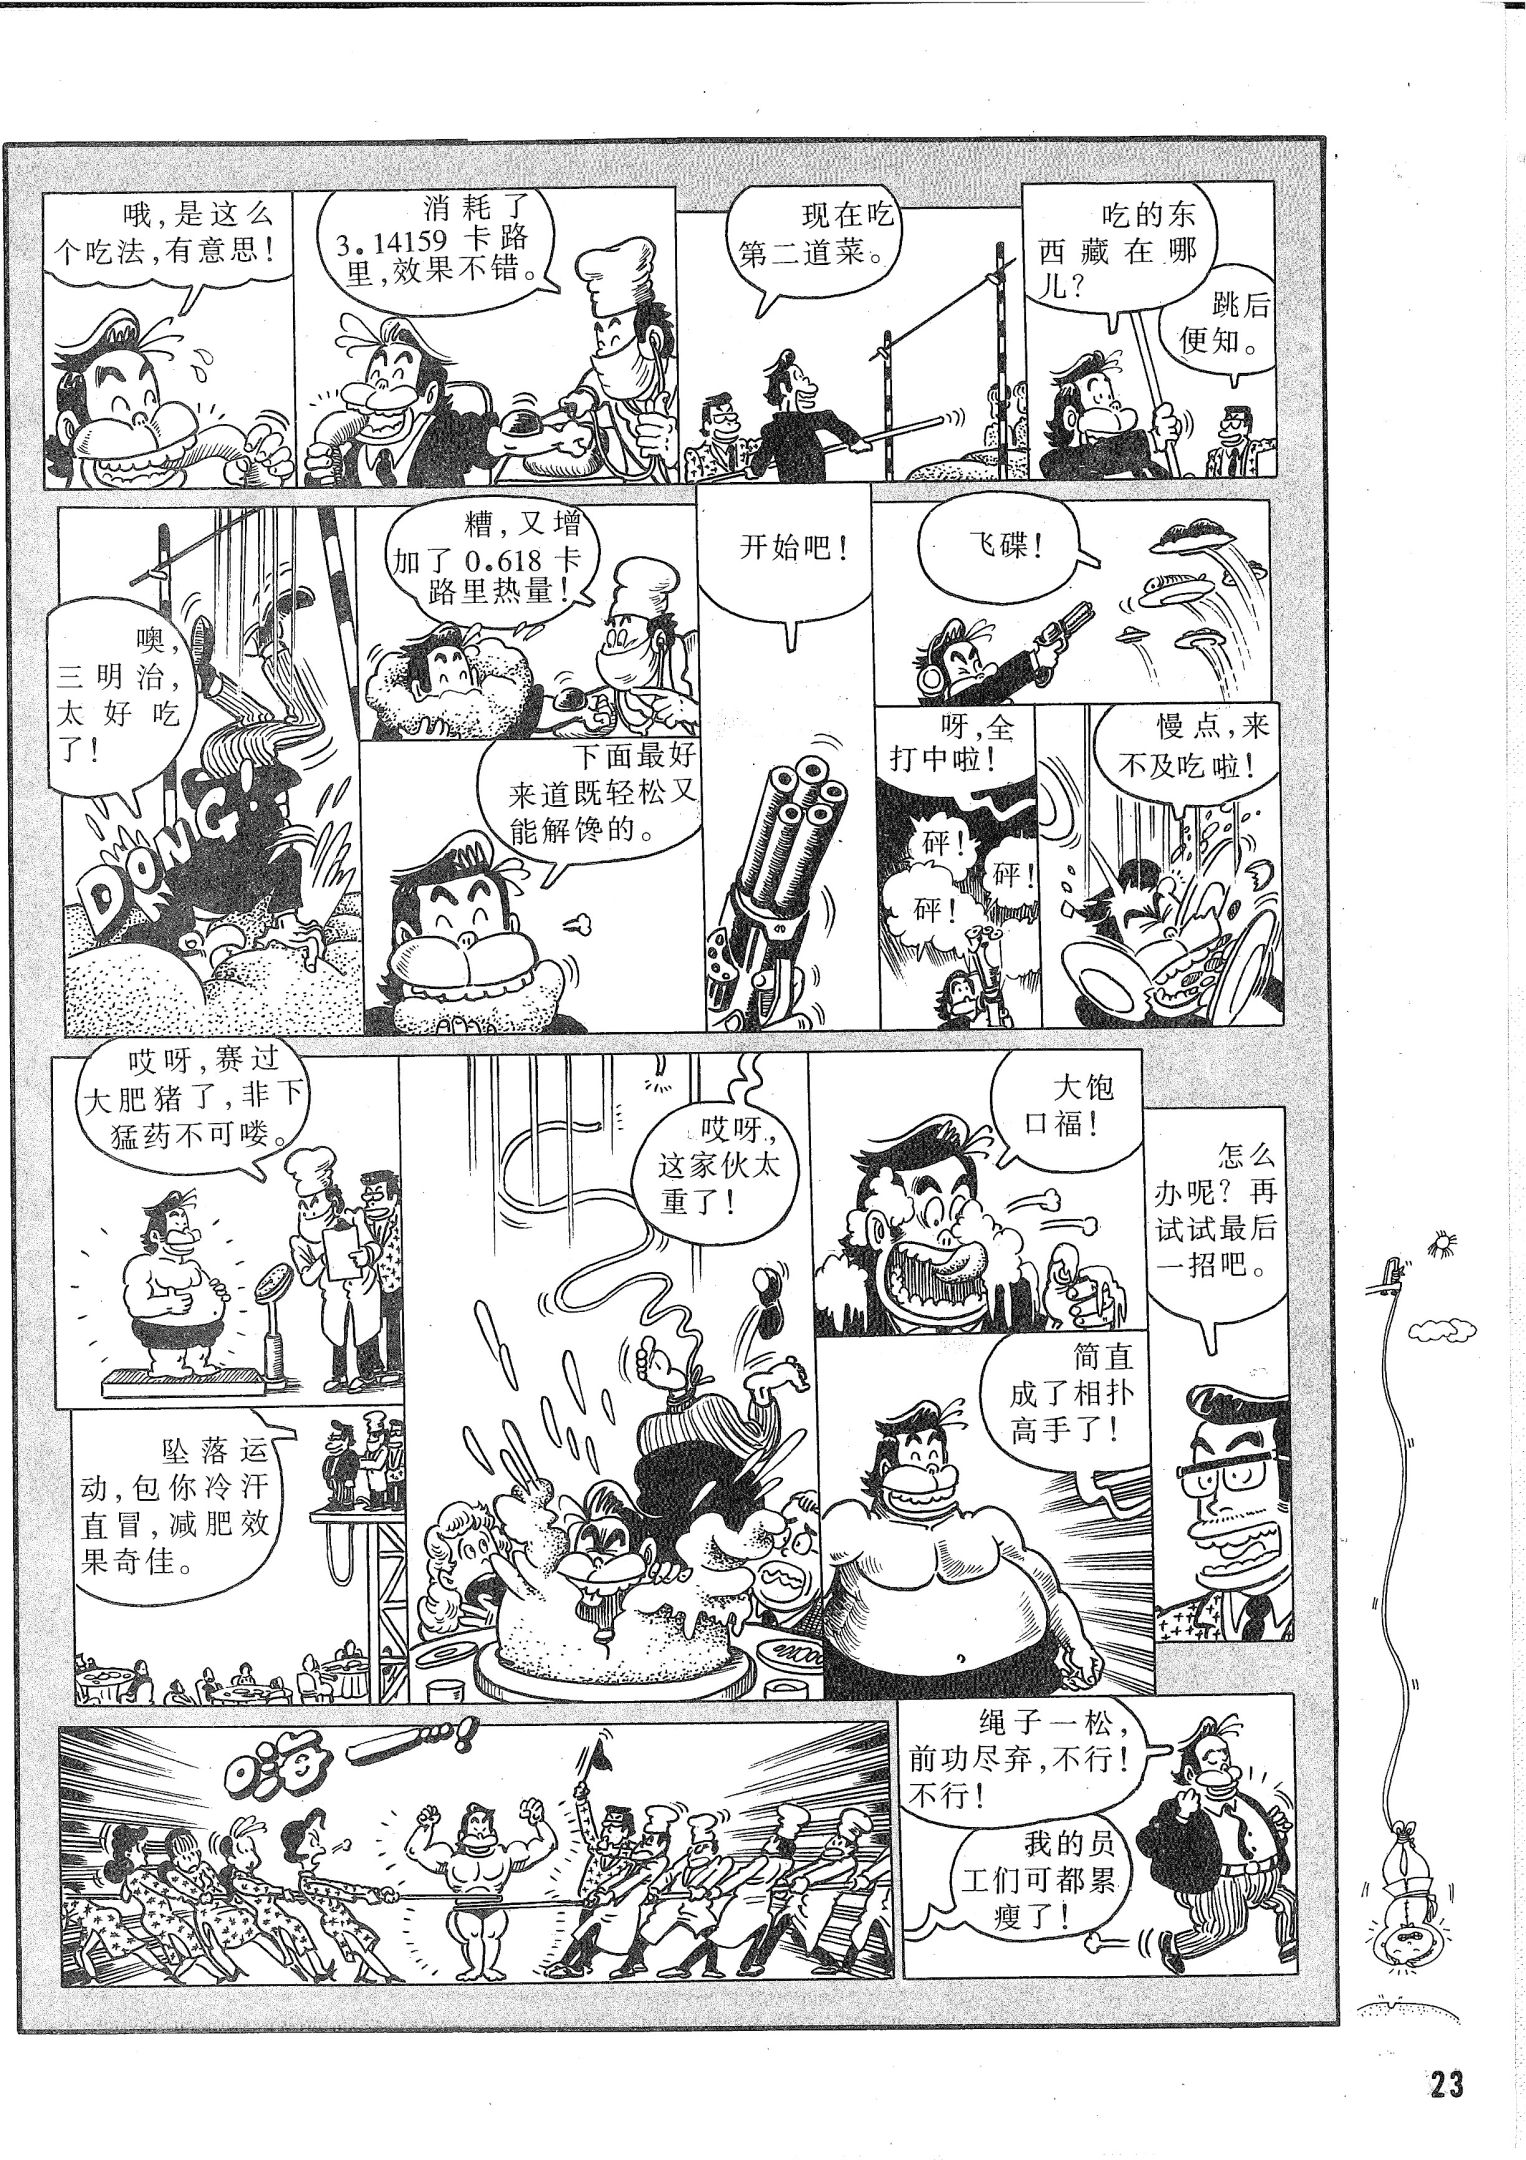 哦，是这么
个吃法，有意思！
消耗了
3.14159 卡路
里，效果不错。
现在吃
第二道菜。
吃的东
西藏在哪
儿？
跳后
便知。
噢，
三明治，
太好吃
了！
DONG
糟，又增
加了 0.618 卡
路里热量！
下面最好
来道既轻松又
能解馋的。
开始吧！
飞碟！
呀，全
打中啦！
砰！
砰！
砰！
慢点，来
不及吃啦！
哎呀，赛过
大肥猪了，非下
猛药不可喽。
坠落运
动，包你冷汗
直冒，减肥效
果奇佳。
哎呀，
这家伙太
重了！
大饱
口福！
简直
成了相扑
高手了！
怎么
办呢？再
试试最后
一招吧。
嗨一！
绳子一松，
前功尽弃，不行！
不行！
我的员
工们可都累
瘦了！
23